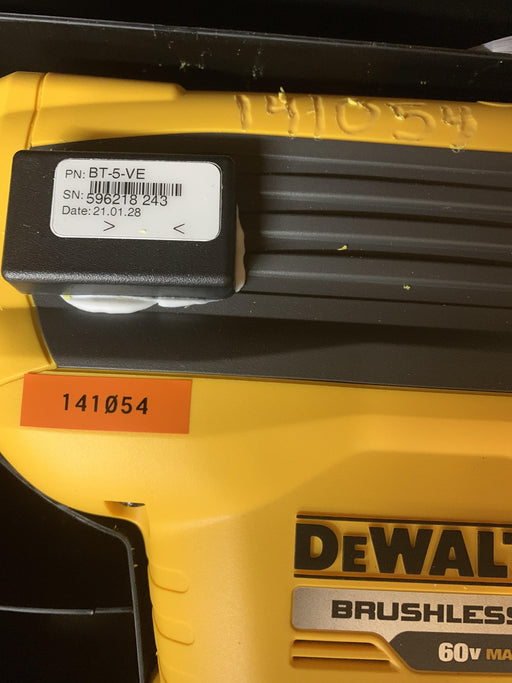 141054
PN: BT-5-VE
SN: 596218 243
Date: 21.01.28
> <
141Ø54
DEWALT
BRUSHLESS
60V MA